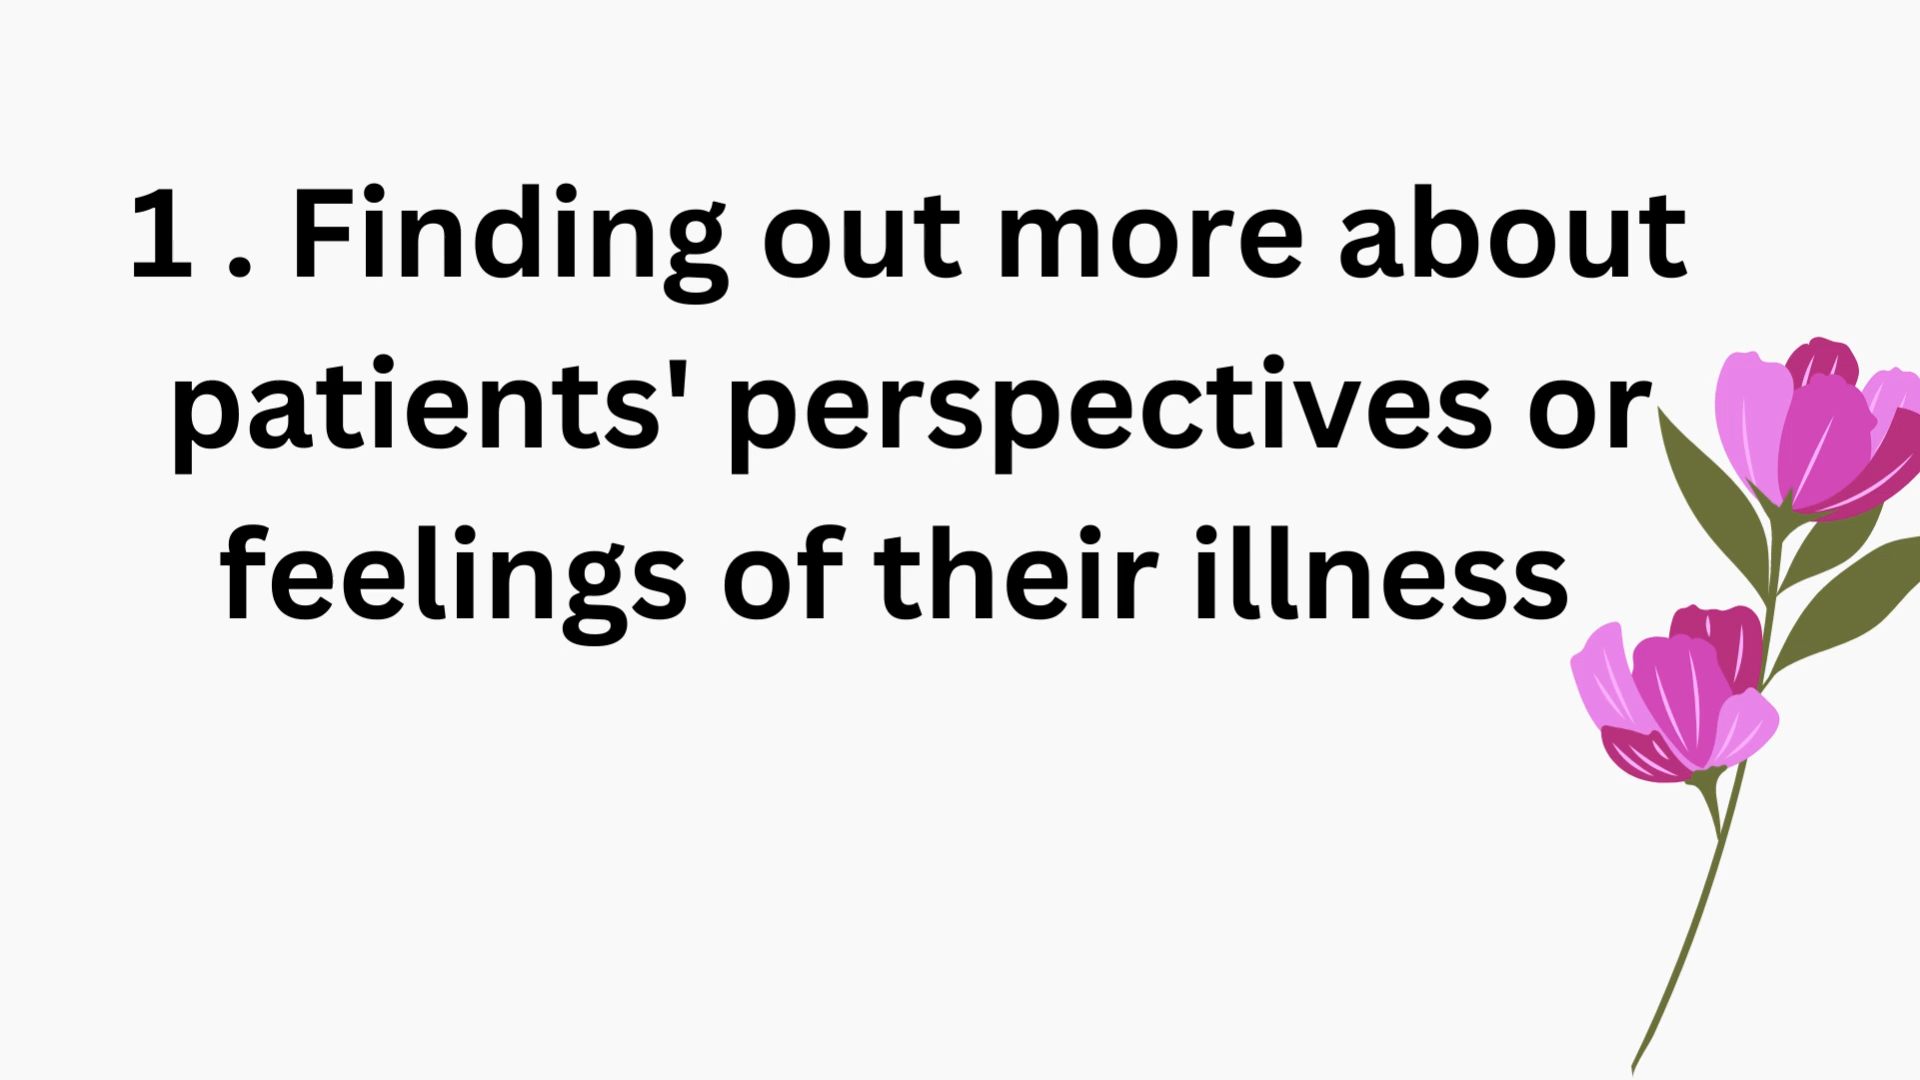 1 . Finding out more about
patients' perspectives or
feelings of their illness